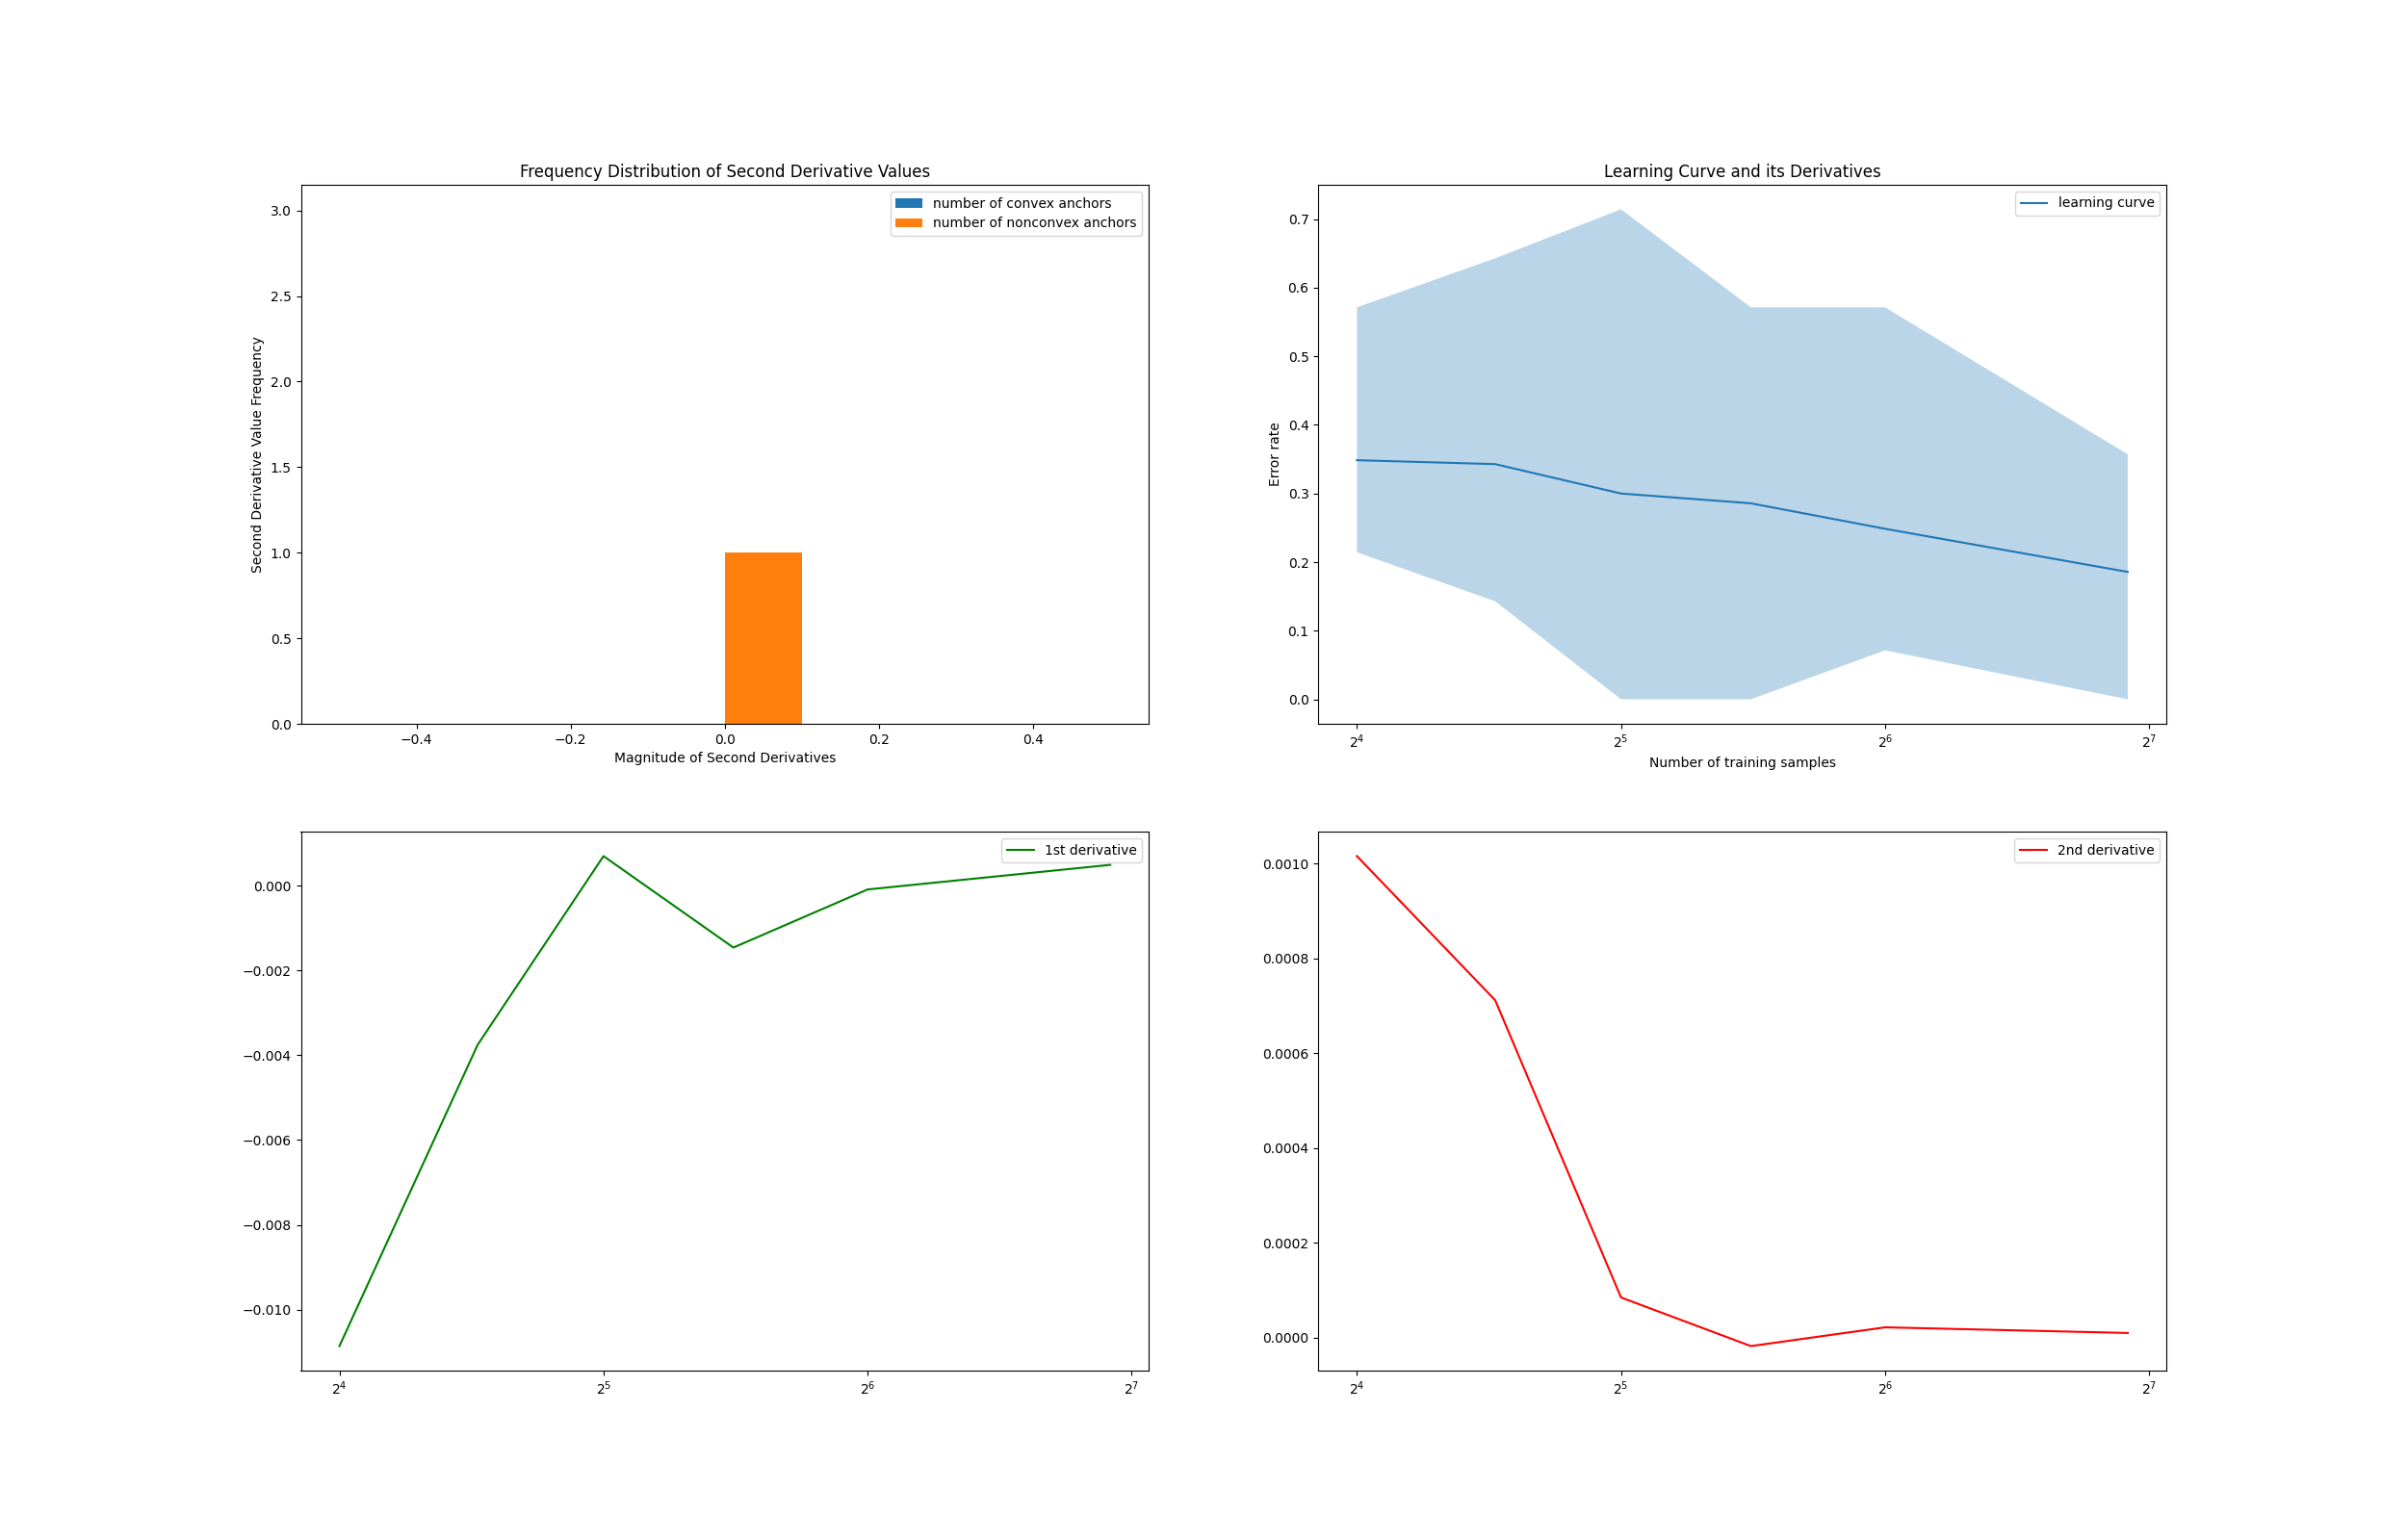 Frequency Distribution of Second Derivative Values
number of convex anchors
number of nonconvex anchors
3.0
2.5
2.0
1.5
1.0
0.5
0.0
Second Derivative Value Frequency
−0.4 −0.2 0.0 0.2 0.4
Magnitude of Second Derivatives
Learning Curve and its Derivatives
learning curve
0.7
0.6
0.5
0.4
0.3
0.2
0.1
0.0
Error rate
2⁴ 2⁵ 2⁶ 2⁷
Number of training samples
1st derivative
0.000
−0.002
−0.004
−0.006
−0.008
−0.010
2⁴ 2⁵ 2⁶ 2⁷
2nd derivative
0.0010
0.0008
0.0006
0.0004
0.0002
0.0000
2⁴ 2⁵ 2⁶ 2⁷